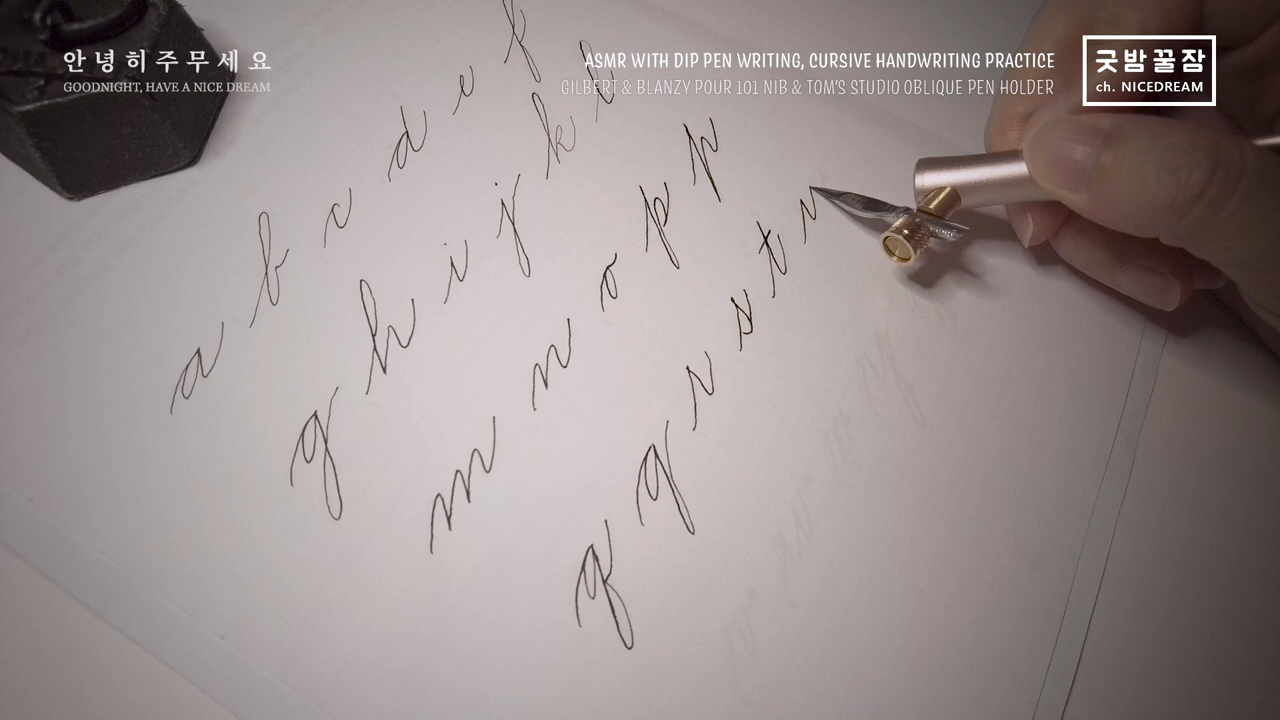 안녕히주무세요
GOODNIGHT, HAVE A NICE DREAM
ASMR WITH DIP PEN WRITING, CURSIVE HANDWRITING PRACTICE
GILBERT & BLANZY POUR 101 NIB & TOM'S STUDIO OBLIQUE PEN HOLDER
굿밤꿀잠
ch. NICEDREAM
a b c d e f
g h i j k l
m n o p p
q q r s t u